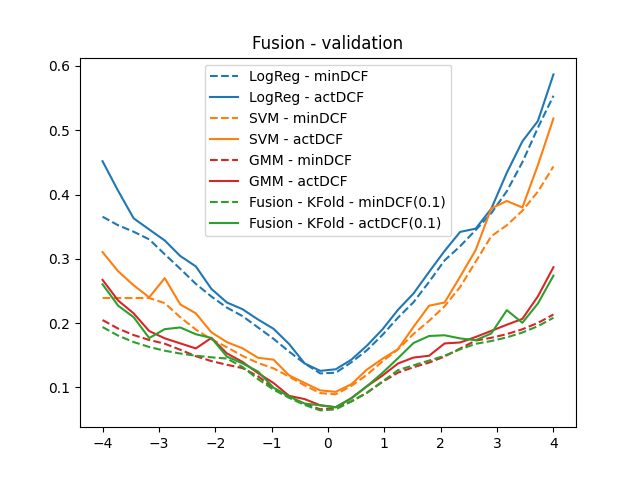 Fusion - validation
LogReg - minDCF
LogReg - actDCF
SVM - minDCF
SVM - actDCF
GMM - minDCF
GMM - actDCF
Fusion - KFold - minDCF(0.1)
Fusion - KFold - actDCF(0.1)
0.6
0.5
0.4
0.3
0.2
0.1
−4 −3 −2 −1 0 1 2 3 4